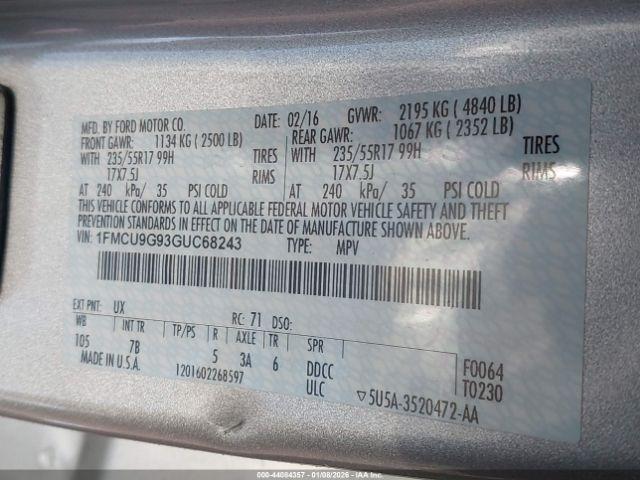 MFD. BY FORD MOTOR CO. DATE: 02/16 GVWR: 2195 KG ( 4840 LB)
FRONT GAWR: 1134 KG ( 2500 LB) REAR GAWR: 1067 KG ( 2352 LB)
WITH 235/55R17 99H TIRES WITH 235/55R17 99H TIRES
17X7.5J RIMS 17X7.5J RIMS
AT 240 kPa/ 35 PSI COLD AT 240 kPa/ 35 PSI COLD
THIS VEHICLE CONFORMS TO ALL APPLICABLE FEDERAL MOTOR VEHICLE SAFETY AND THEFT
PREVENTION STANDARDS IN EFFECT ON THE DATE OF MANUFACTURE SHOWN ABOVE.
VIN: 1FMCU9G93GUC68243 TYPE: MPV
EXT PNT: UX RC: 71 DSO:
WB INT TR TP/PS R AXLE TR SPR
105 7B 5 3A 6 DDCC F0064
MADE IN U.S.A. 1201602268597 ULC T0230
▽5U5A-3520472-AA
000-44084357 - 01/08/2026 - IAA Inc.